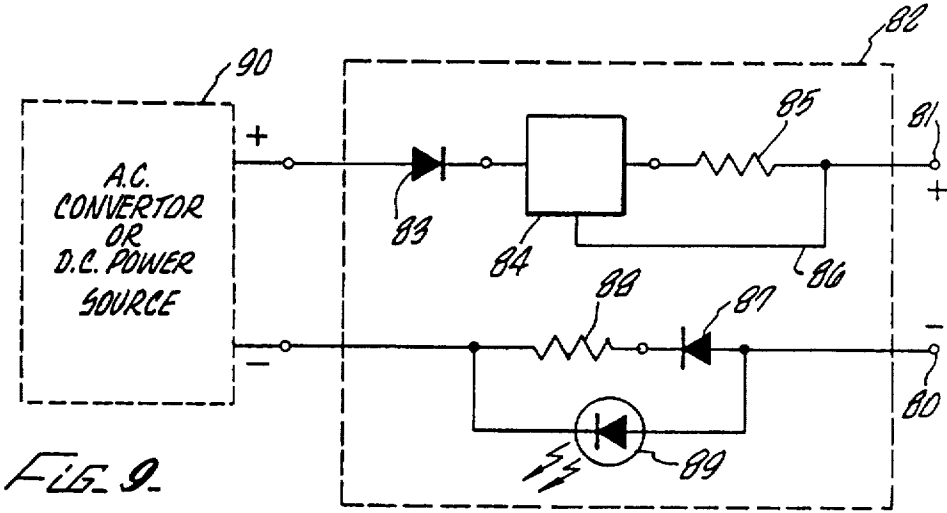 82
90
81
85
+
A.C.
CONVERTOR
OR
D.C. POWER
SOURCE
+
83
84
86
88
87
-
-
80
89
FIG. 9.